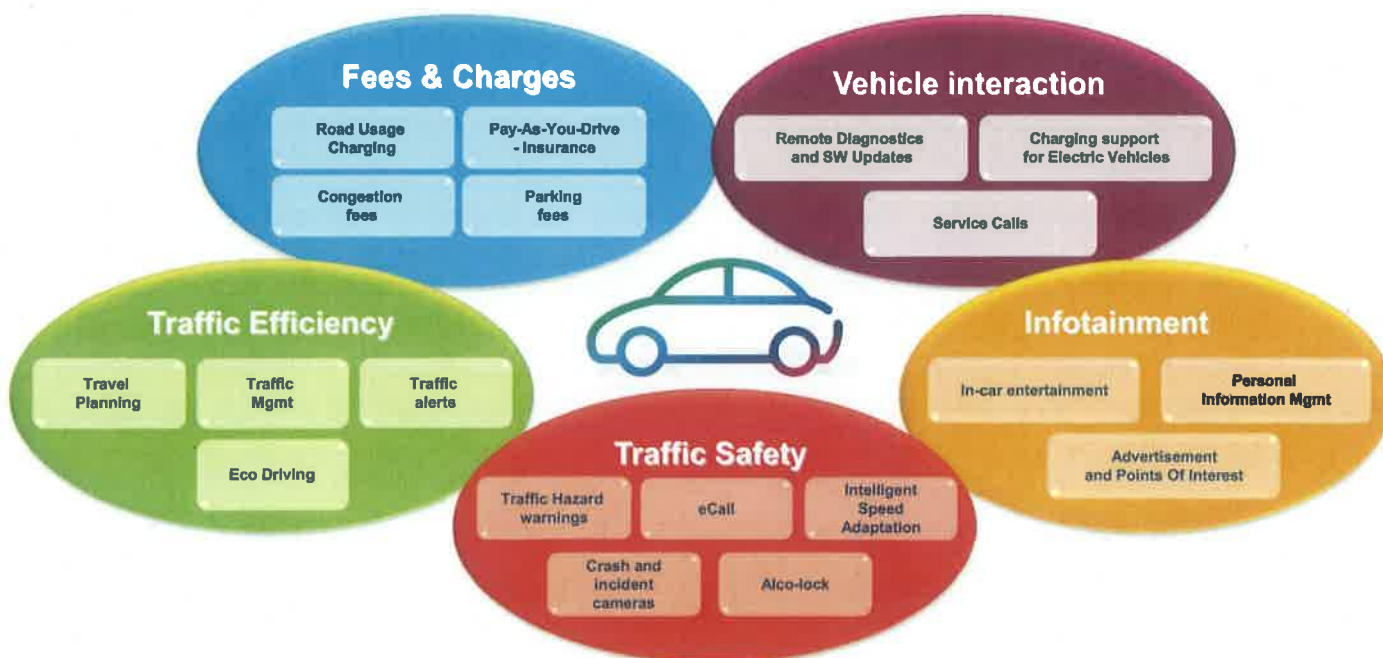 Fees & Charges
Road Usage
Charging
Pay-As-You-Drive
- Insurance
Congestion
fees
Parking
fees
Vehicle interaction
Remote Diagnostics
and SW Updates
Charging support
for Electric Vehicles
Service Calls
Traffic Efficiency
Travel
Planning
Traffic
Mgmt
Traffic
alerts
Eco Driving
Infotainment
In-car entertainment
Personal
Information Mgmt
Advertisement
and Points Of Interest
Traffic Safety
Traffic Hazard
warnings
eCall
Intelligent
Speed
Adaptation
Crash and
incident
cameras
Alco-lock